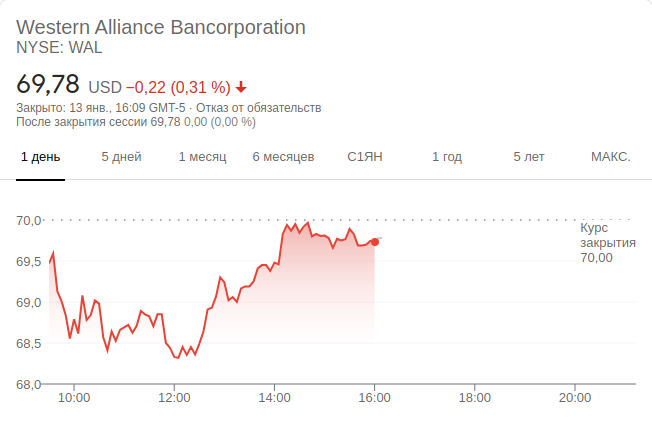 Western Alliance Bancorporation
NYSE: WAL
69,78 USD −0,22 (0,31 %)
Закрыто: 13 янв., 16:09 GMT-5 · Отказ от обязательств
После закрытия сессии 69,78 0,00 (0,00 %)
1 день 5 дней 1 месяц 6 месяцев С1ЯН 1 год 5 лет МАКС.
70,0
Курс
закрытия
70,00
69,5
69,0
68,5
68,0
10:00 12:00 14:00 16:00 18:00 20:00